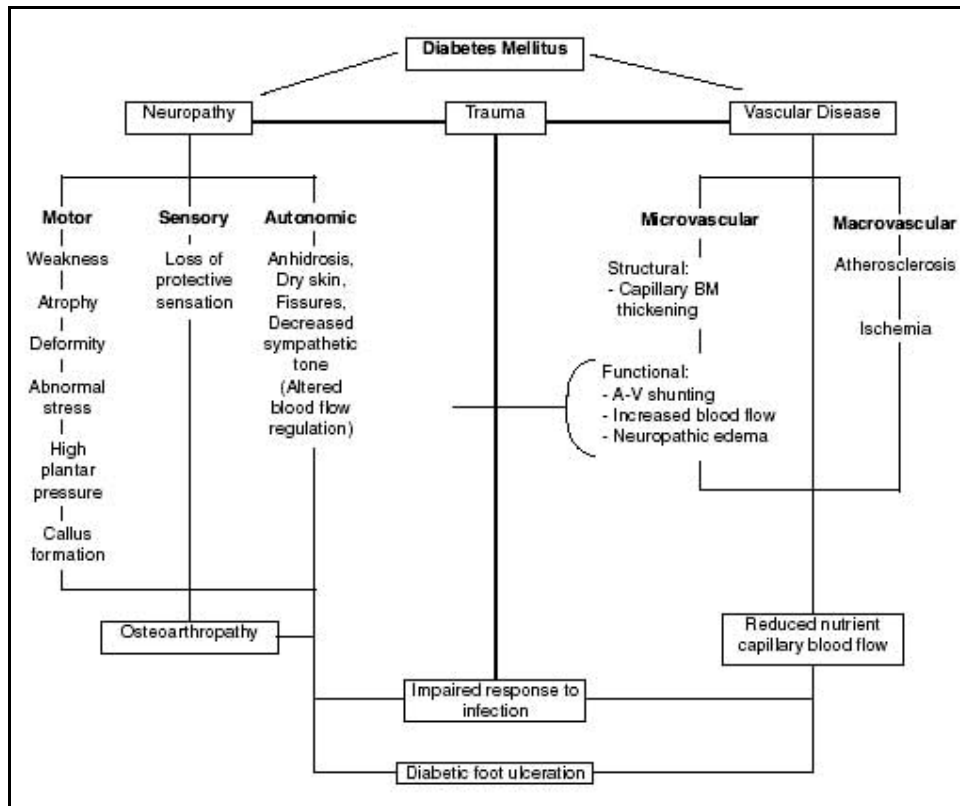 Diabetes Mellitus
Neuropathy
Trauma
Vascular Disease
Motor
Weakness
Atrophy
Deformity
Abnormal
stress
High
plantar
pressure
Callus
formation
Sensory
Loss of
protective
sensation
Autonomic
Anhidrosis,
Dry skin,
Fissures,
Decreased
sympathetic
tone
(Altered
blood flow
regulation)
Microvascular
Structural:
- Capillary BM
thickening
Functional:
- A-V shunting
- Increased blood flow
- Neuropathic edema
Macrovascular
Atherosclerosis
Ischemia
Osteoarthropathy
Reduced nutrient
capillary blood flow
Impaired response to
infection
Diabetic foot ulceration